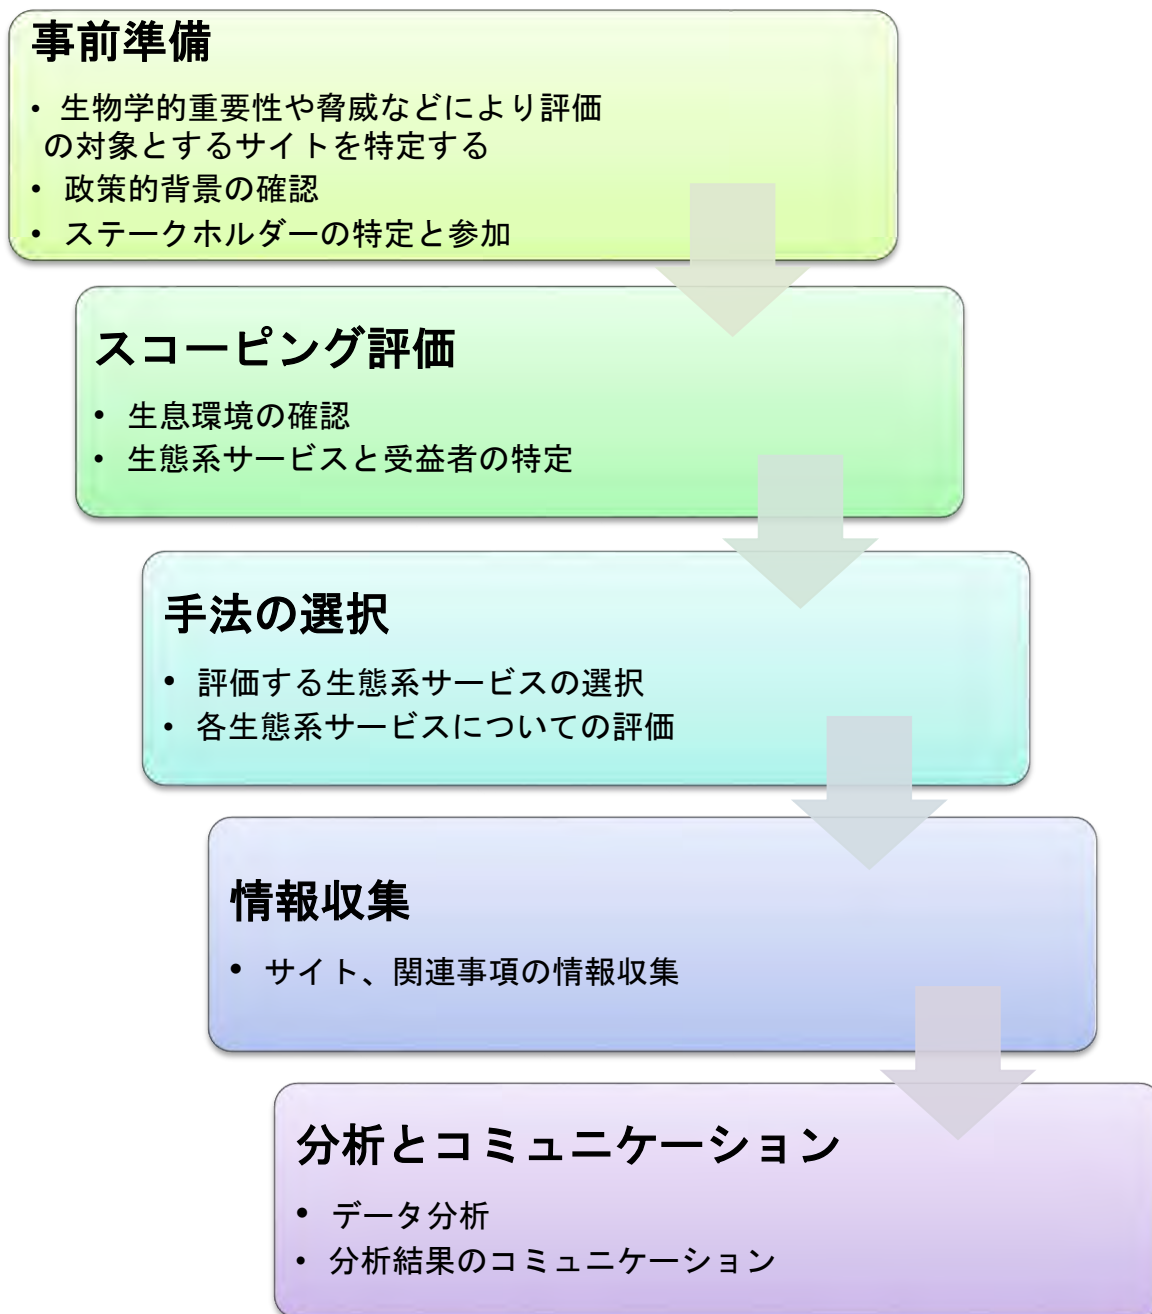 事前準備
• 生物学的重要性や脅威などにより評価
の対象とするサイトを特定する
• 政策的背景の確認
• ステークホルダーの特定と参加
スコーピング評価
• 生息環境の確認
• 生態系サービスと受益者の特定
手法の選択
• 評価する生態系サービスの選択
• 各生態系サービスについての評価
情報収集
• サイト、関連事項の情報収集
分析とコミュニケーション
• データ分析
• 分析結果のコミュニケーション